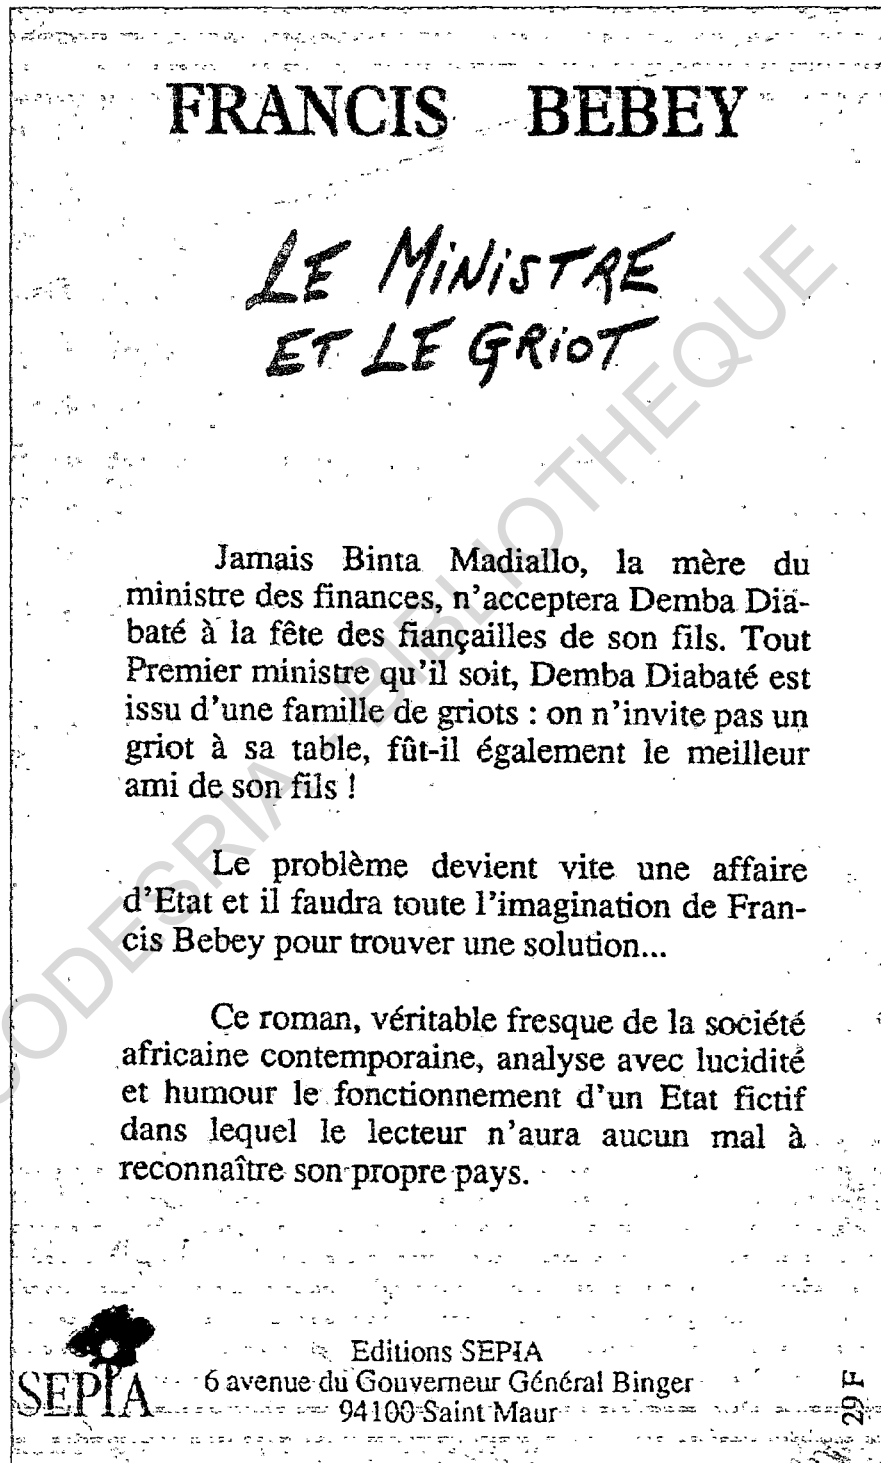 FRANCIS BEBEY
LE MINISTRE
ET LE GRIOT
Jamais Binta Madiallo, la mère du
ministre des finances, n'acceptera Demba Dia-
baté à la fête des fiançailles de son fils. Tout
Premier ministre qu'il soit, Demba Diabaté est
issu d'une famille de griots : on n'invite pas un
griot à sa table, fût-il également le meilleur
ami de son fils !
Le problème devient vite une affaire
d'Etat et il faudra toute l'imagination de Fran-
cis Bebey pour trouver une solution...
Ce roman, véritable fresque de la société
africaine contemporaine, analyse avec lucidité
et humour le fonctionnement d'un Etat fictif
dans lequel le lecteur n'aura aucun mal à
reconnaître son propre pays.
SEPIA
Editions SEPIA
6 avenue du Gouverneur Général Binger
94100 Saint Maur
29 F
CODESRIA - BIBLIOTHEQUE